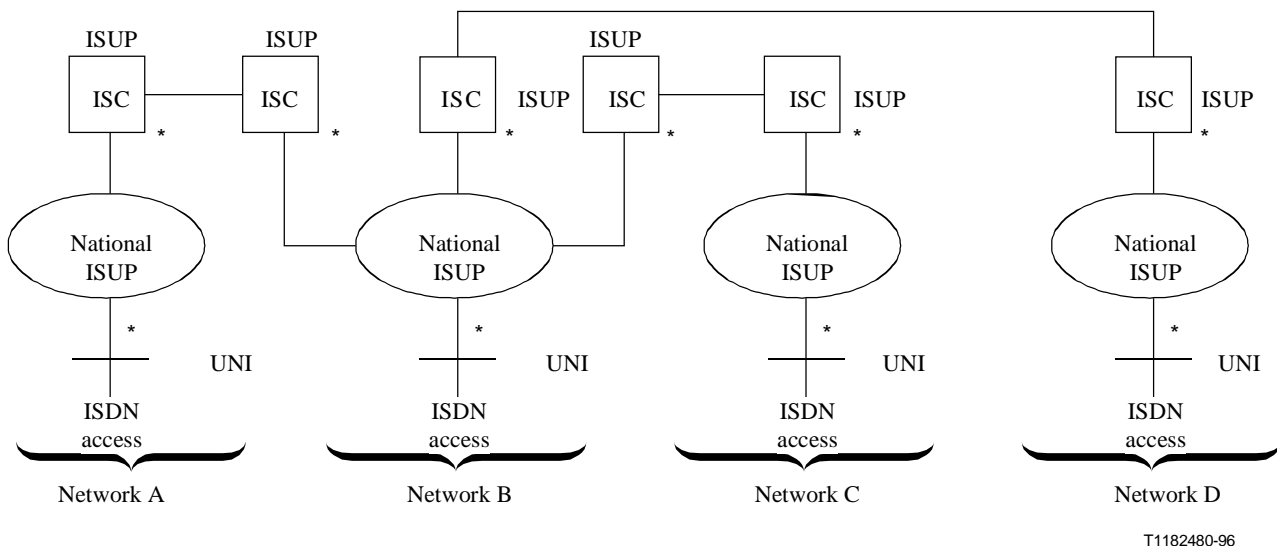 ISUP ISUP ISUP
ISC ISC ISC ISUP ISC ISC ISUP ISC ISUP
* * * * * *
National ISUP
National ISUP
National ISUP
National ISUP
* * * *
UNI UNI UNI UNI
ISDN access
ISDN access
ISDN access
ISDN access
Network A Network B Network C Network D
T1182480-96